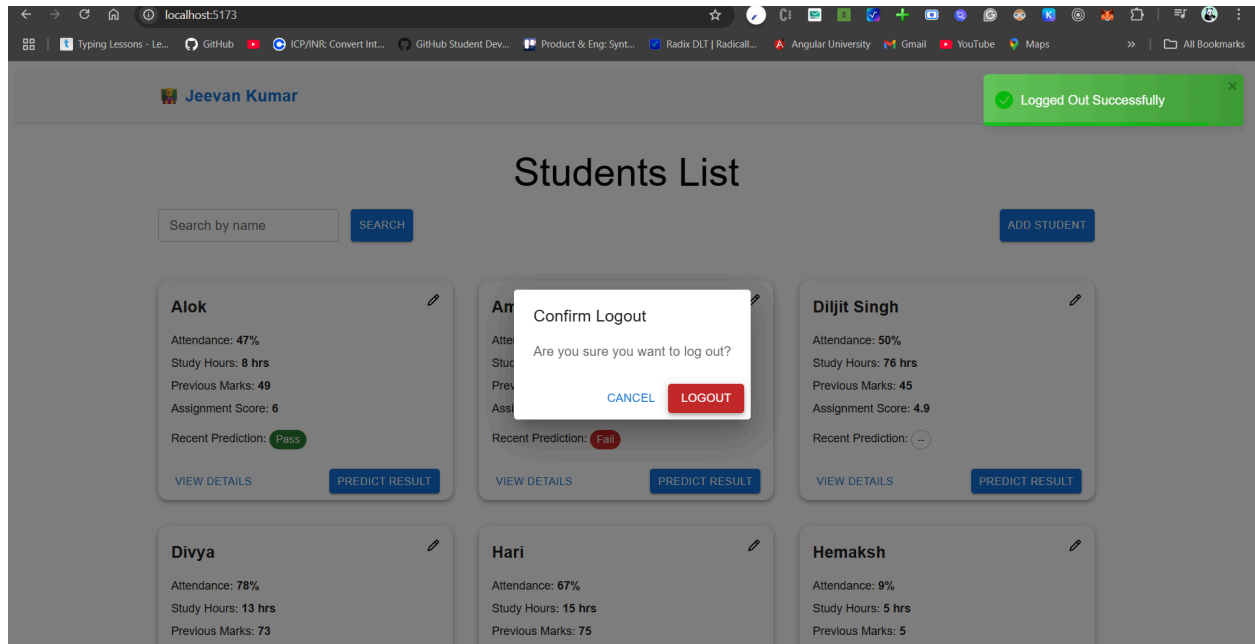 localhost:5173
Typing Lessons - Le... GitHub ICP/INR: Convert Int... GitHub Student Dev... Product & Eng: Synt... Radix DLT | Radicall... Angular University Gmail YouTube Maps » All Bookmarks
Jeevan Kumar
Logged Out Successfully
Students List
Search by name SEARCH ADD STUDENT
Alok
Attendance: 47%
Study Hours: 8 hrs
Previous Marks: 49
Assignment Score: 6
Recent Prediction: Pass
VIEW DETAILS PREDICT RESULT
Confirm Logout
Are you sure you want to log out?
CANCEL LOGOUT
Recent Prediction: Fail
VIEW DETAILS PREDICT RESULT
Diljit Singh
Attendance: 50%
Study Hours: 76 hrs
Previous Marks: 45
Assignment Score: 4.9
Recent Prediction: --
VIEW DETAILS PREDICT RESULT
Divya
Attendance: 78%
Study Hours: 13 hrs
Previous Marks: 73
Hari
Attendance: 67%
Study Hours: 15 hrs
Previous Marks: 75
Hemaksh
Attendance: 9%
Study Hours: 5 hrs
Previous Marks: 5